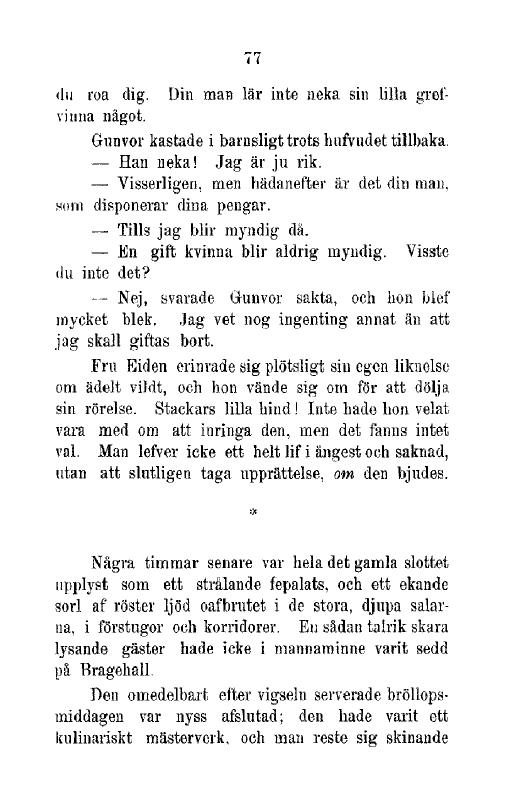 77
du roa dig. Din man lär inte neka sin lilla gref-
vinna något.
Gunvor kastade i barnsligt trots hufvudet tillbaka.
— Han neka! Jag är ju rik.
— Visserligen, men hädanefter är det din man,
som disponerar dina pengar.
— Tills jag blir myndig då.
— En gift kvinna blir aldrig myndig. Visste
du inte det?
— Nej, svarade Gunvor sakta, och hon blef
mycket blek. Jag vet nog ingenting annat än att
jag skall giftas bort.
Fru Eiden erinrade sig plötsligt sin egen liknelse
om ädelt vildt, och hon vände sig om för att dölja
sin rörelse. Stackars lilla hind! Inte hade hon velat
vara med om att inringa den, men det fanns intet
val. Man lefver icke ett helt lif i ängest och saknad,
utan att slutligen taga upprättelse, om den bjudes.
*
Några timmar senare var hela det gamla slottet
upplyst som ett strålande fepalats, och ett ekande
sorl af röster ljöd oafbrutet i de stora, djupa salar-
na, i förstugor och korridorer. En sådan talrik skara
lysande gäster hade icke i mannaminne varit sedd
på Bragehall.
Den omedelbart efter vigseln serverade bröllops-
middagen var nyss afslutad; den hade varit ett
kulinariskt mästerverk, och man reste sig skinande